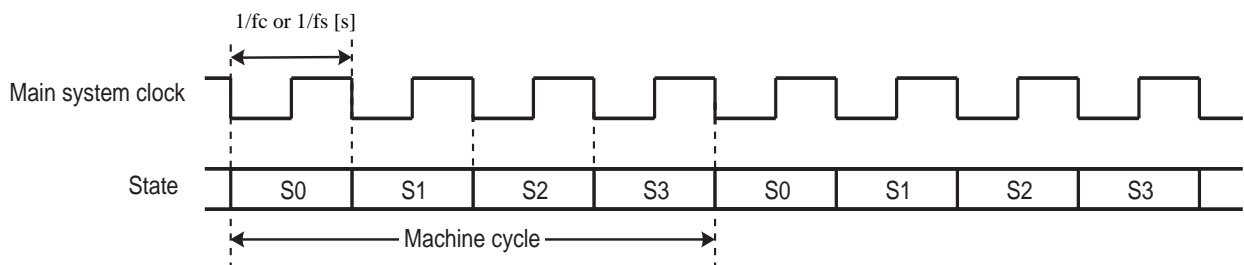 1/fc or 1/fs [s]
Main system clock
State S0 S1 S2 S3 S0 S1 S2 S3
Machine cycle